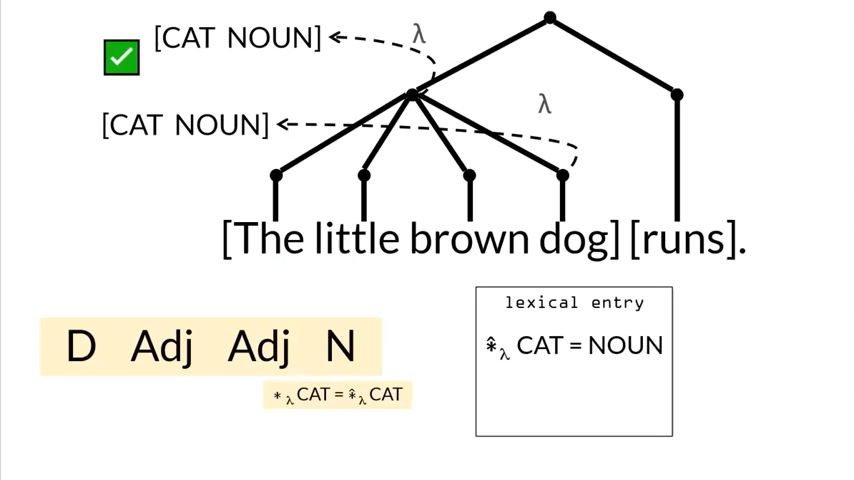 [CAT NOUN]
λ
λ
[CAT NOUN]
[The little brown dog] [runs].
lexical entry
*̂λ CAT = NOUN
D Adj Adj N
*λ CAT = *̂λ CAT